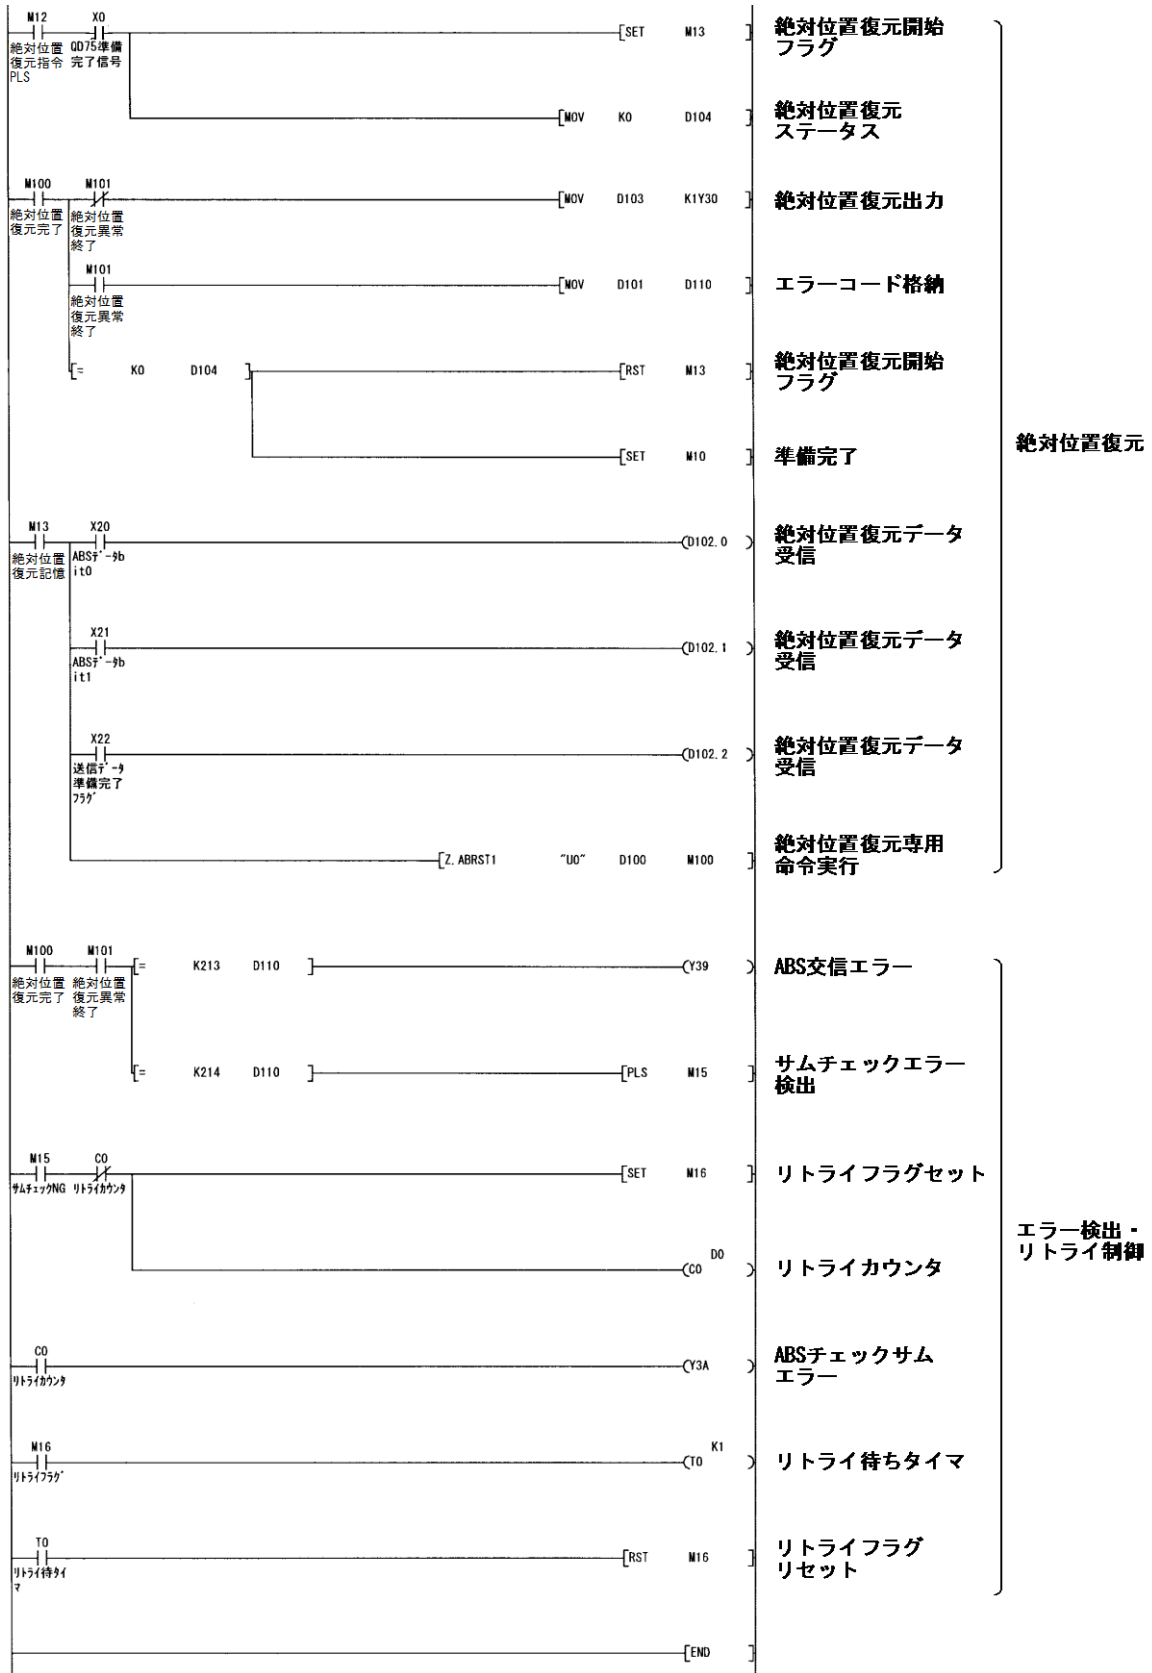 M12 X0
[SET M13 ]
絶対位置復元開始
フラグ
絶対位置
復元指令
PLS
QD75準備
完了信号
[MOV K0 D104 ]
絶対位置復元
ステータス
M100 M101
[MOV D103 K1Y30 ]
絶対位置復元出力
絶対位置
復元完了
絶対位置
復元異常
終了
M101
[MOV D101 D110 ]
エラーコード格納
絶対位置
復元異常
終了
[= K0 D104 ]
[RST M13 ]
絶対位置復元開始
フラグ
[SET M10 ]
準備完了
絶対位置復元
M13 X20
(D102.0 )
絶対位置復元データ
受信
絶対位置
復元記憶
ABSデータb
it0
X21
(D102.1 )
絶対位置復元データ
受信
ABSデータb
it1
X22
(D102.2 )
絶対位置復元データ
受信
送信データ
準備完了
フラグ
[Z.ABRST1 "U0" D100 M100 ]
絶対位置復元専用
命令実行
M100 M101
[= K213 D110 ]
(Y39 )
ABS交信エラー
絶対位置
復元完了
絶対位置
復元異常
終了
[= K214 D110 ]
[PLS M15 ]
サムチェックエラー
検出
M15 C0
[SET M16 ]
リトライフラグセット
サムチェックNG リトライカウンタ
エラー検出・
リトライ制御
D0
(C0 )
リトライカウンタ
C0
(Y3A )
ABSチェックサム
エラー
リトライカウンタ
M16
K1
(T0 )
リトライ待ちタイマ
リトライフラグ
T0
[RST M16 ]
リトライフラグ
リセット
リトライ待タイ
マ
[END ]